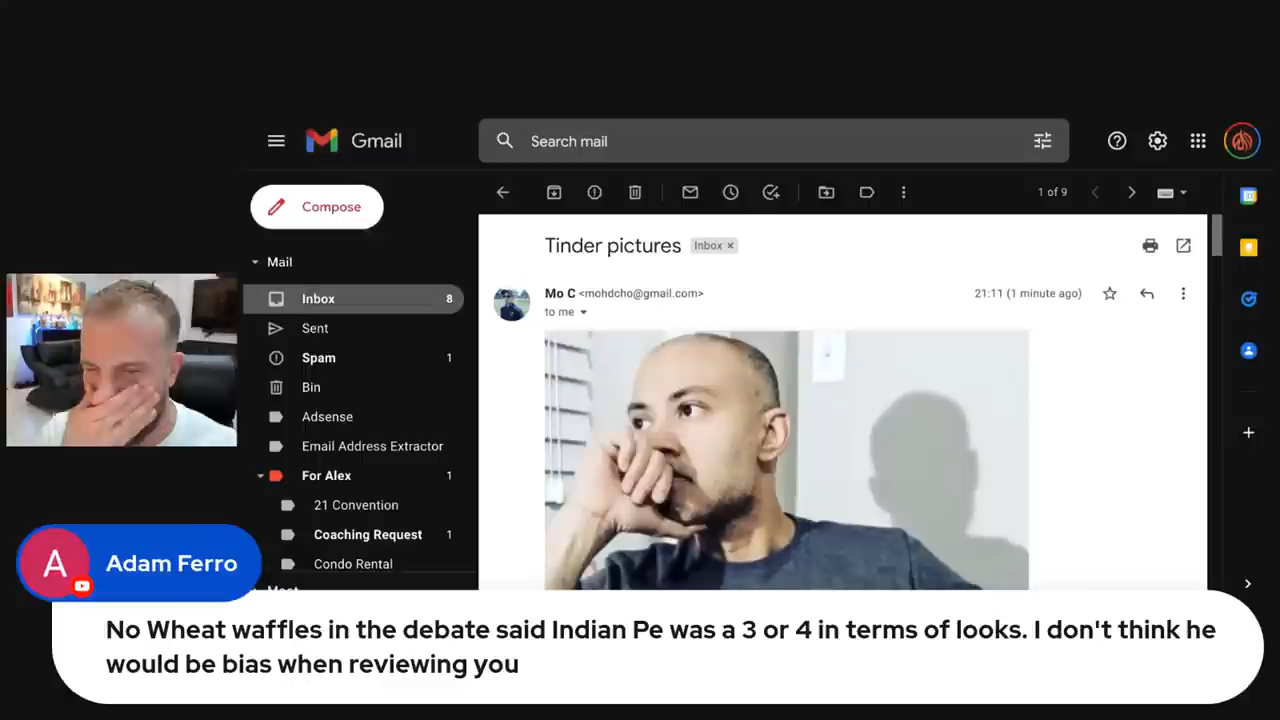 Gmail
Search mail
Compose
1 of 9
Mail
Tinder pictures
Inbox ×
Inbox 8
Mo C <mohdcho@gmail.com>
21:11 (1 minute ago)
to me
Sent
Spam 1
Bin
Adsense
Email Address Extractor
For Alex 1
21 Convention
Coaching Request 1
Condo Rental
A
Adam Ferro
No Wheat waffles in the debate said Indian Pe was a 3 or 4 in terms of looks. I don't think he
would be bias when reviewing you